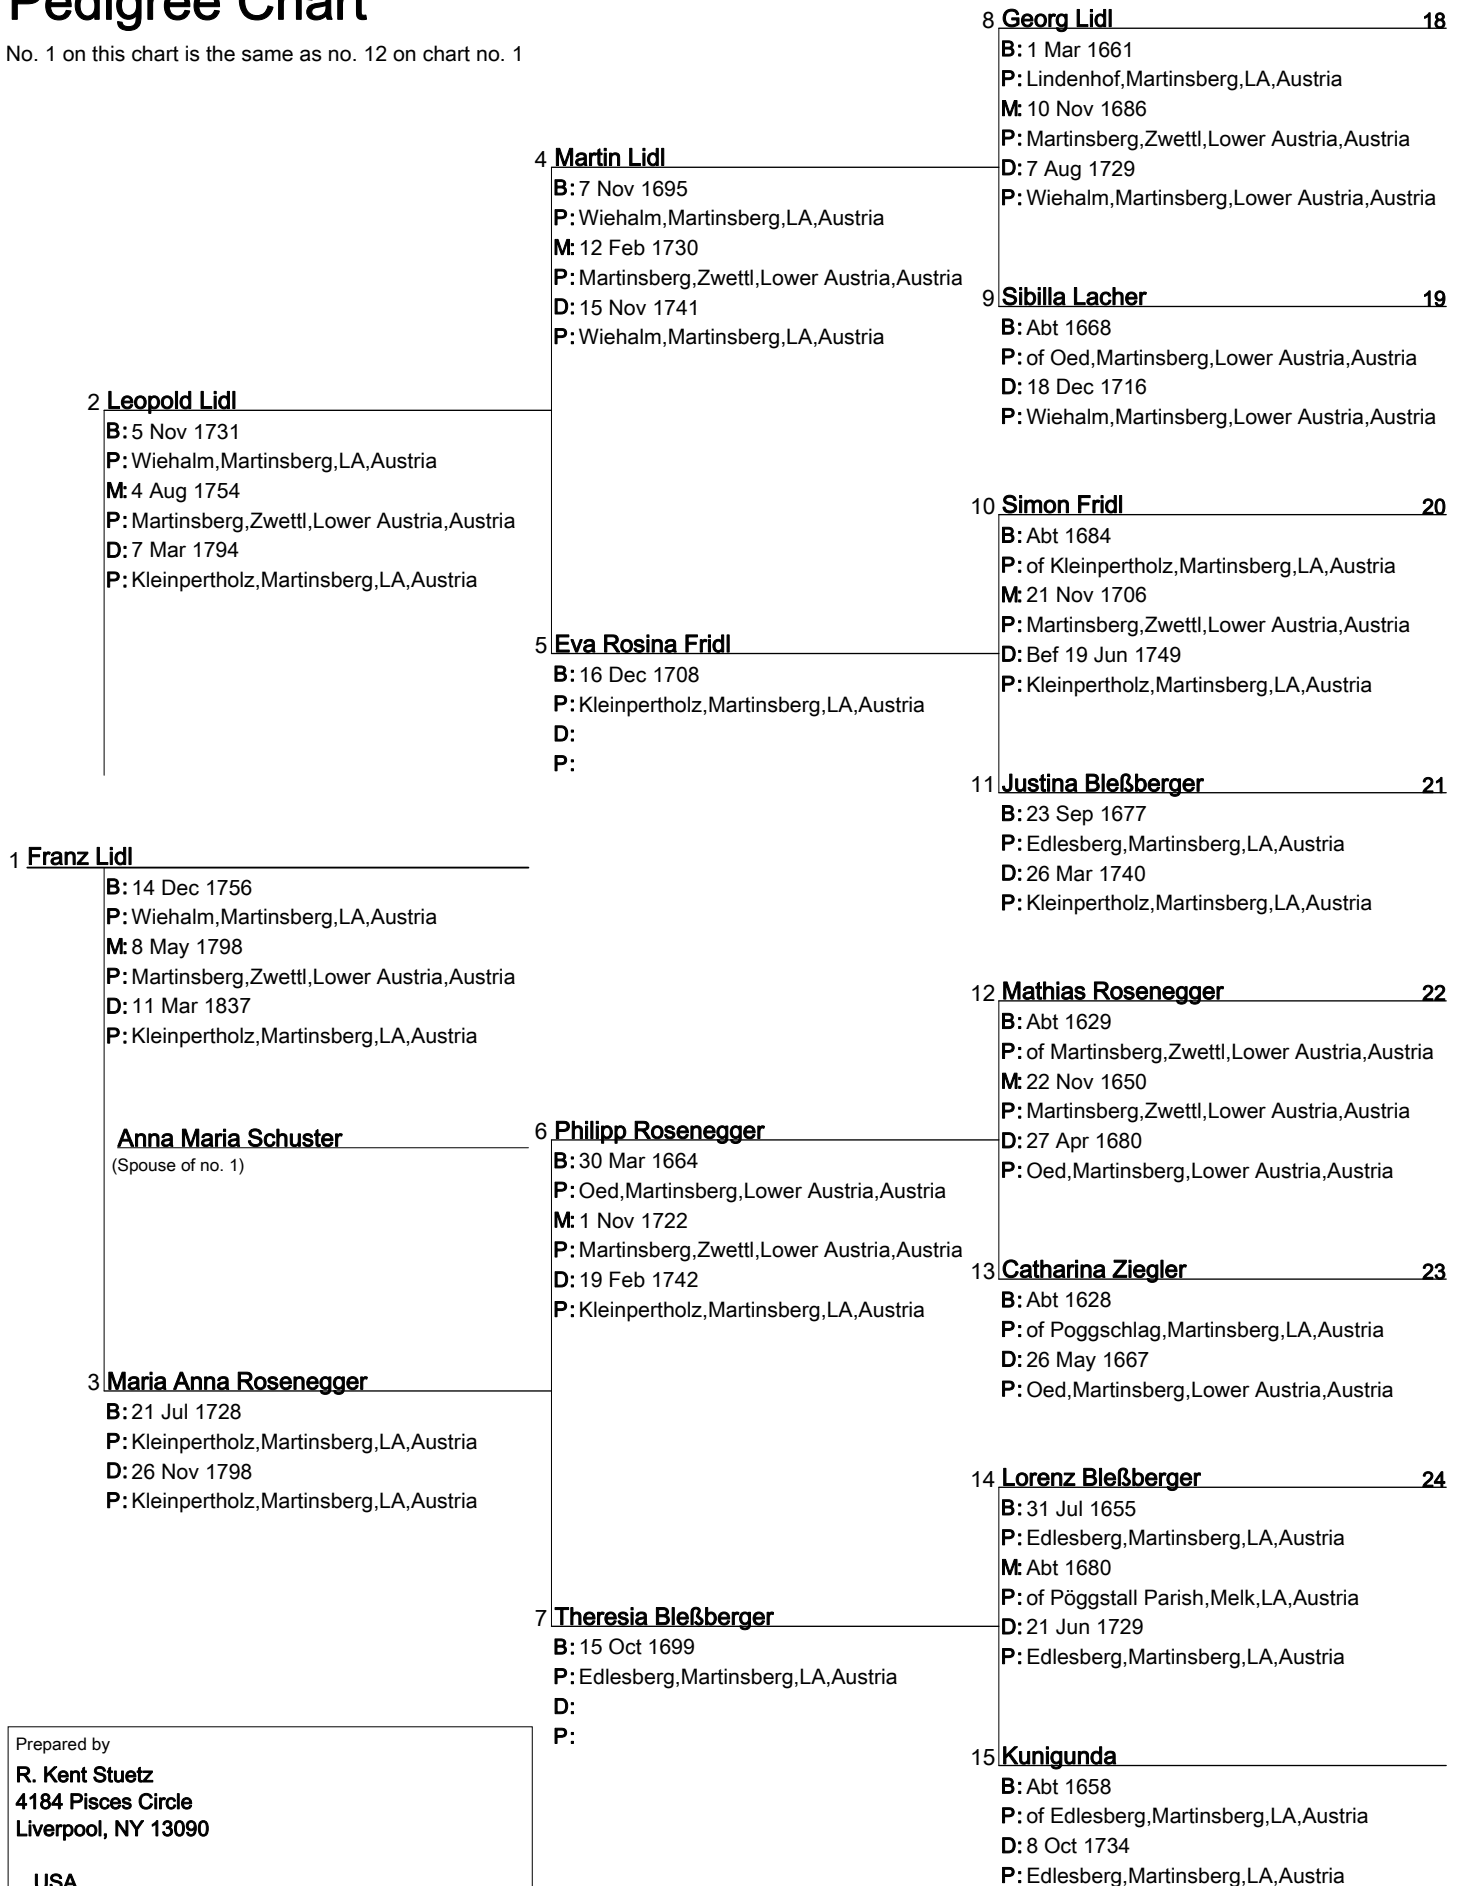 Pedigree Chart
No. 1 on this chart is the same as no. 12 on chart no. 1
8 Georg Lidl 18
B: 1 Mar 1661
P: Lindenhof,Martinsberg,LA,Austria
M: 10 Nov 1686
P: Martinsberg,Zwettl,Lower Austria,Austria
D: 7 Aug 1729
P: Wiehalm,Martinsberg,Lower Austria,Austria
4 Martin Lidl
B: 7 Nov 1695
P: Wiehalm,Martinsberg,LA,Austria
M: 12 Feb 1730
P: Martinsberg,Zwettl,Lower Austria,Austria
D: 15 Nov 1741
P: Wiehalm,Martinsberg,LA,Austria
9 Sibilla Lacher 19
B: Abt 1668
P: of Oed,Martinsberg,Lower Austria,Austria
D: 18 Dec 1716
P: Wiehalm,Martinsberg,Lower Austria,Austria
2 Leopold Lidl
B: 5 Nov 1731
P: Wiehalm,Martinsberg,LA,Austria
M: 4 Aug 1754
P: Martinsberg,Zwettl,Lower Austria,Austria
D: 7 Mar 1794
P: Kleinpertholz,Martinsberg,LA,Austria
10 Simon Fridl 20
B: Abt 1684
P: of Kleinpertholz,Martinsberg,LA,Austria
M: 21 Nov 1706
P: Martinsberg,Zwettl,Lower Austria,Austria
D: Bef 19 Jun 1749
P: Kleinpertholz,Martinsberg,LA,Austria
5 Eva Rosina Fridl
B: 16 Dec 1708
P: Kleinpertholz,Martinsberg,LA,Austria
D:
P:
11 Justina Bleßberger 21
B: 23 Sep 1677
P: Edlesberg,Martinsberg,LA,Austria
D: 26 Mar 1740
P: Kleinpertholz,Martinsberg,LA,Austria
1 Franz Lidl
B: 14 Dec 1756
P: Wiehalm,Martinsberg,LA,Austria
M: 8 May 1798
P: Martinsberg,Zwettl,Lower Austria,Austria
D: 11 Mar 1837
P: Kleinpertholz,Martinsberg,LA,Austria
12 Mathias Rosenegger 22
B: Abt 1629
P: of Martinsberg,Zwettl,Lower Austria,Austria
M: 22 Nov 1650
P: Martinsberg,Zwettl,Lower Austria,Austria
D: 27 Apr 1680
P: Oed,Martinsberg,Lower Austria,Austria
Anna Maria Schuster
(Spouse of no. 1)
6 Philipp Rosenegger
B: 30 Mar 1664
P: Oed,Martinsberg,Lower Austria,Austria
M: 1 Nov 1722
P: Martinsberg,Zwettl,Lower Austria,Austria
D: 19 Feb 1742
P: Kleinpertholz,Martinsberg,LA,Austria
13 Catharina Ziegler 23
B: Abt 1628
P: of Poggschlag,Martinsberg,LA,Austria
D: 26 May 1667
P: Oed,Martinsberg,Lower Austria,Austria
3 Maria Anna Rosenegger
B: 21 Jul 1728
P: Kleinpertholz,Martinsberg,LA,Austria
D: 26 Nov 1798
P: Kleinpertholz,Martinsberg,LA,Austria
14 Lorenz Bleßberger 24
B: 31 Jul 1655
P: Edlesberg,Martinsberg,LA,Austria
M: Abt 1680
P: of Pöggstall Parish,Melk,LA,Austria
D: 21 Jun 1729
P: Edlesberg,Martinsberg,LA,Austria
7 Theresia Bleßberger
B: 15 Oct 1699
P: Edlesberg,Martinsberg,LA,Austria
D:
P:
15 Kunigunda
B: Abt 1658
P: of Edlesberg,Martinsberg,LA,Austria
D: 8 Oct 1734
P: Edlesberg,Martinsberg,LA,Austria
Prepared by
R. Kent Stuetz
4184 Pisces Circle
Liverpool, NY 13090
USA